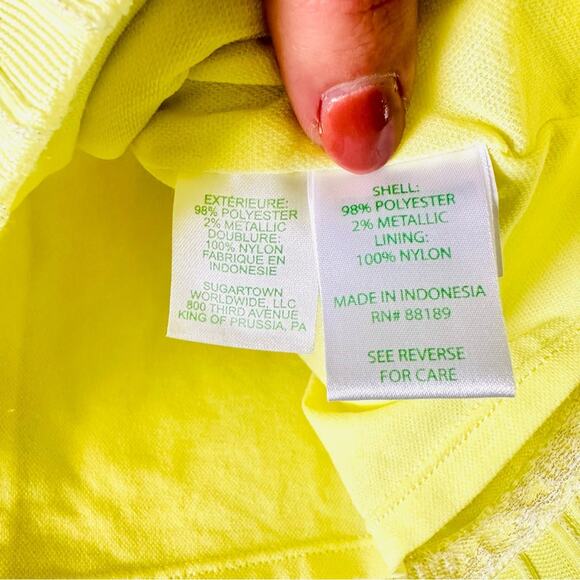 EXTÉRIEURE:
98% POLYESTER
2% METALLIC
DOUBLURE:
100% NYLON
FABRIQUE EN
INDONESIE
SUGARTOWN
WORLDWIDE, LLC
800 THIRD AVENUE
KING OF PRUSSIA, PA
SHELL:
98% POLYESTER
2% METALLIC
LINING:
100% NYLON
MADE IN INDONESIA
RN# 88189
SEE REVERSE
FOR CARE